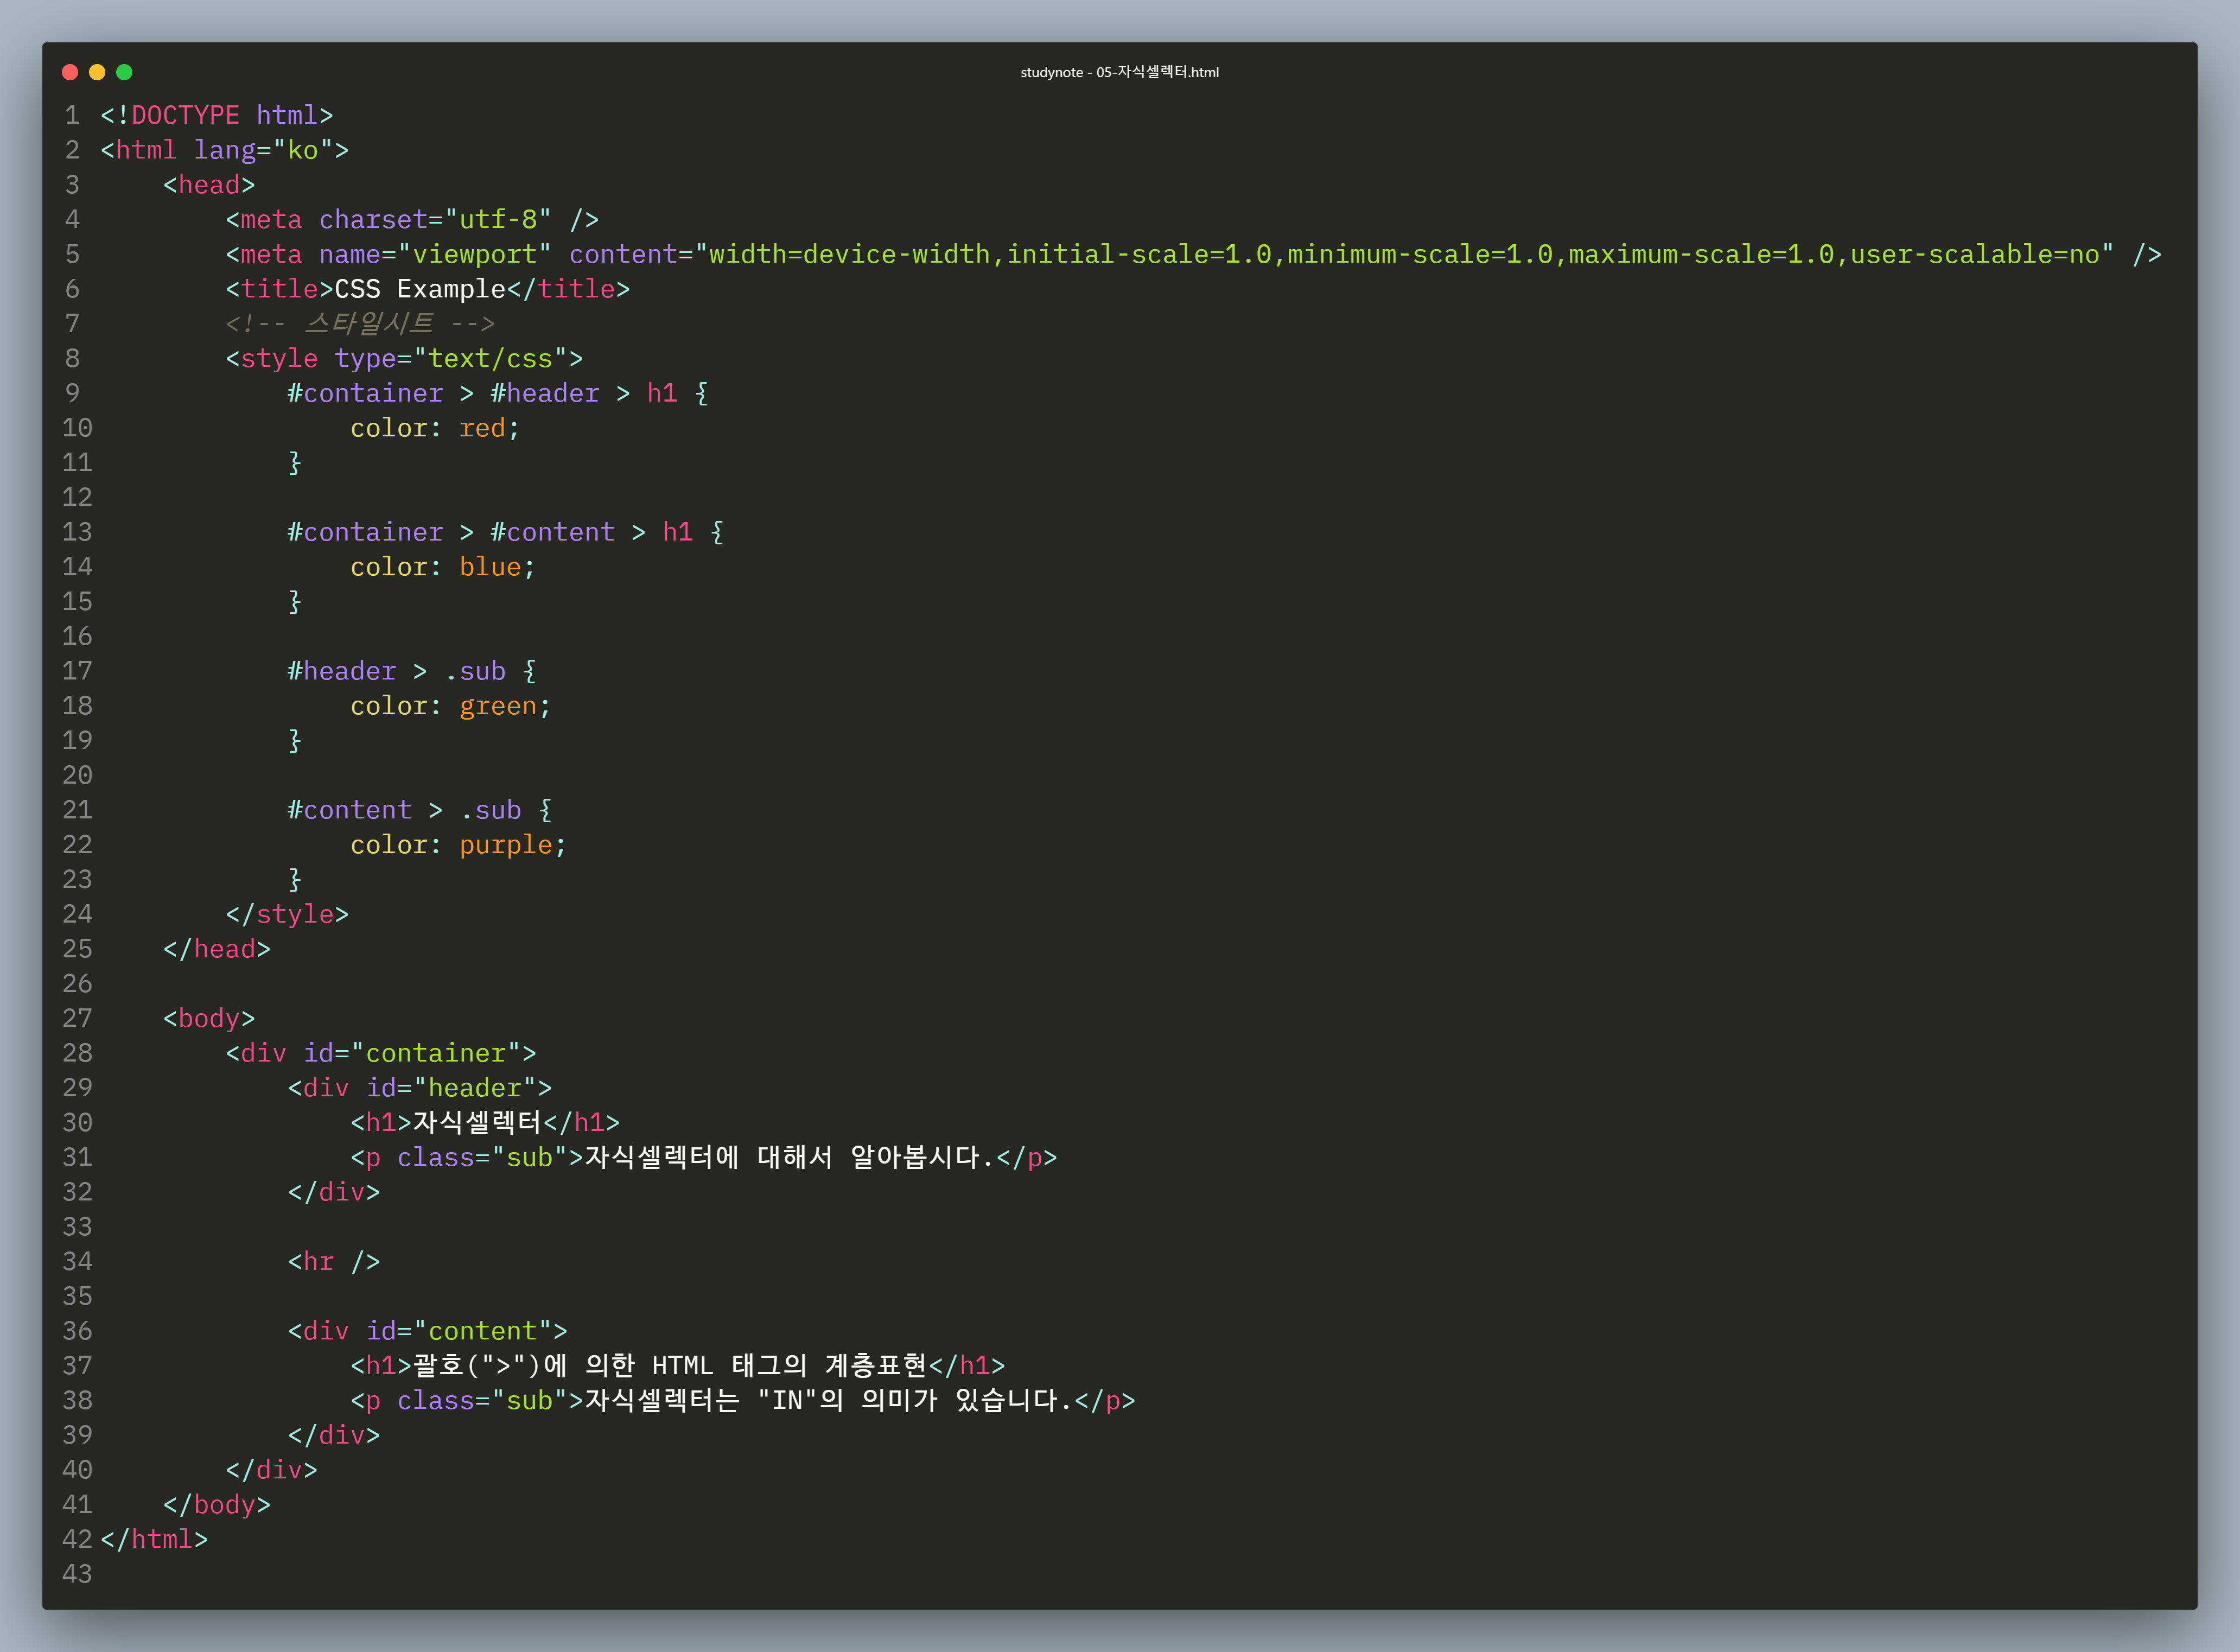 studynote - 05-자식셀렉터.html
1 <!DOCTYPE html>
2 <html lang="ko">
3     <head>
4         <meta charset="utf-8" />
5         <meta name="viewport" content="width=device-width,initial-scale=1.0,minimum-scale=1.0,maximum-scale=1.0,user-scalable=no" />
6         <title>CSS Example</title>
7         <!-- 스타일시트 -->
8         <style type="text/css">
9             #container > #header > h1 {
10                 color: red;
11             }
12
13             #container > #content > h1 {
14                 color: blue;
15             }
16
17             #header > .sub {
18                 color: green;
19             }
20
21             #content > .sub {
22                 color: purple;
23             }
24         </style>
25     </head>
26
27     <body>
28         <div id="container">
29             <div id="header">
30                 <h1>자식셀렉터</h1>
31                 <p class="sub">자식셀렉터에 대해서 알아봅시다.</p>
32             </div>
33
34             <hr />
35
36             <div id="content">
37                 <h1>괄호(">")에 의한 HTML 태그의 계층표현</h1>
38                 <p class="sub">자식셀렉터는 "IN"의 의미가 있습니다.</p>
39             </div>
40         </div>
41     </body>
42 </html>
43